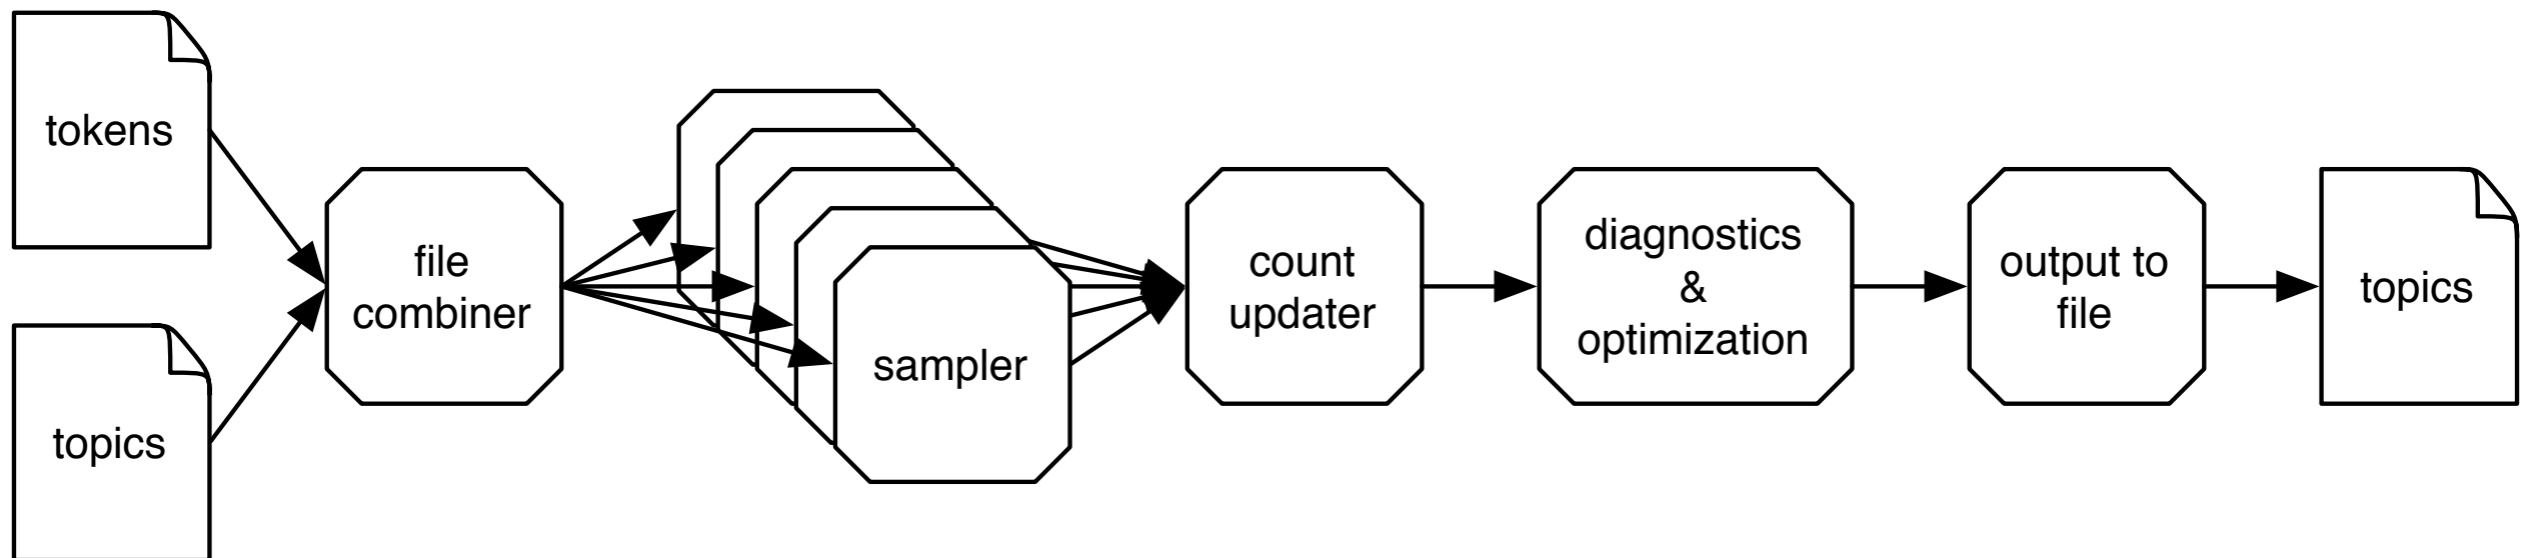 tokens
topics
file
combiner
sampler
count
updater
diagnostics
&
optimization
output to
file
topics